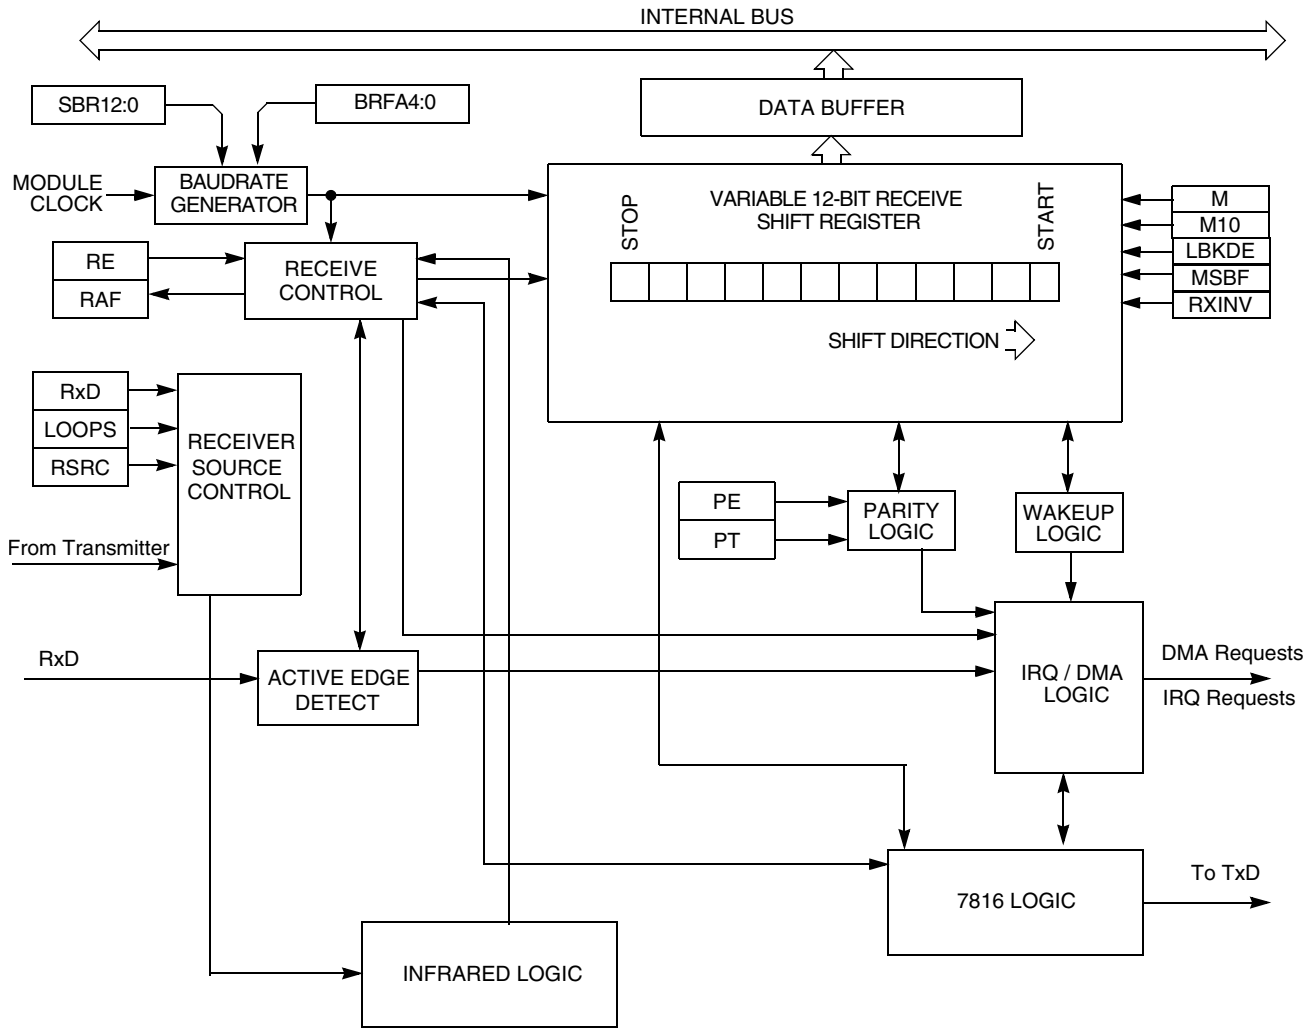 INTERNAL BUS
SBR12:0
BRFA4:0
DATA BUFFER
MODULE
CLOCK
BAUDRATE
GENERATOR
VARIABLE 12-BIT RECEIVE
SHIFT REGISTER
STOP
START
M
M10
LBKDE
MSBF
RXINV
RE
RAF
RECEIVE
CONTROL
SHIFT DIRECTION
RxD
LOOPS
RSRC
RECEIVER
SOURCE
CONTROL
From Transmitter
PE
PT
PARITY
LOGIC
WAKEUP
LOGIC
RxD
ACTIVE EDGE
DETECT
IRQ / DMA
LOGIC
DMA Requests
IRQ Requests
7816 LOGIC
To TxD
INFRARED LOGIC